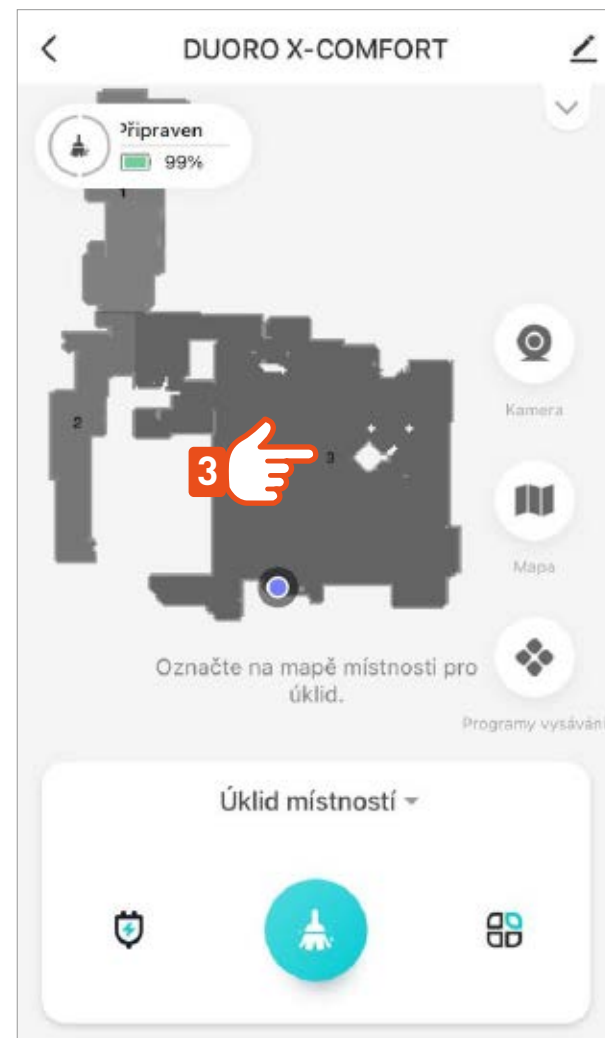 DUORO X-COMFORT
Připraven
99%
1
2
3
3
Kamera
Mapa
Označte na mapě místnosti pro
úklid.
Programy vysávání
Úklid místností